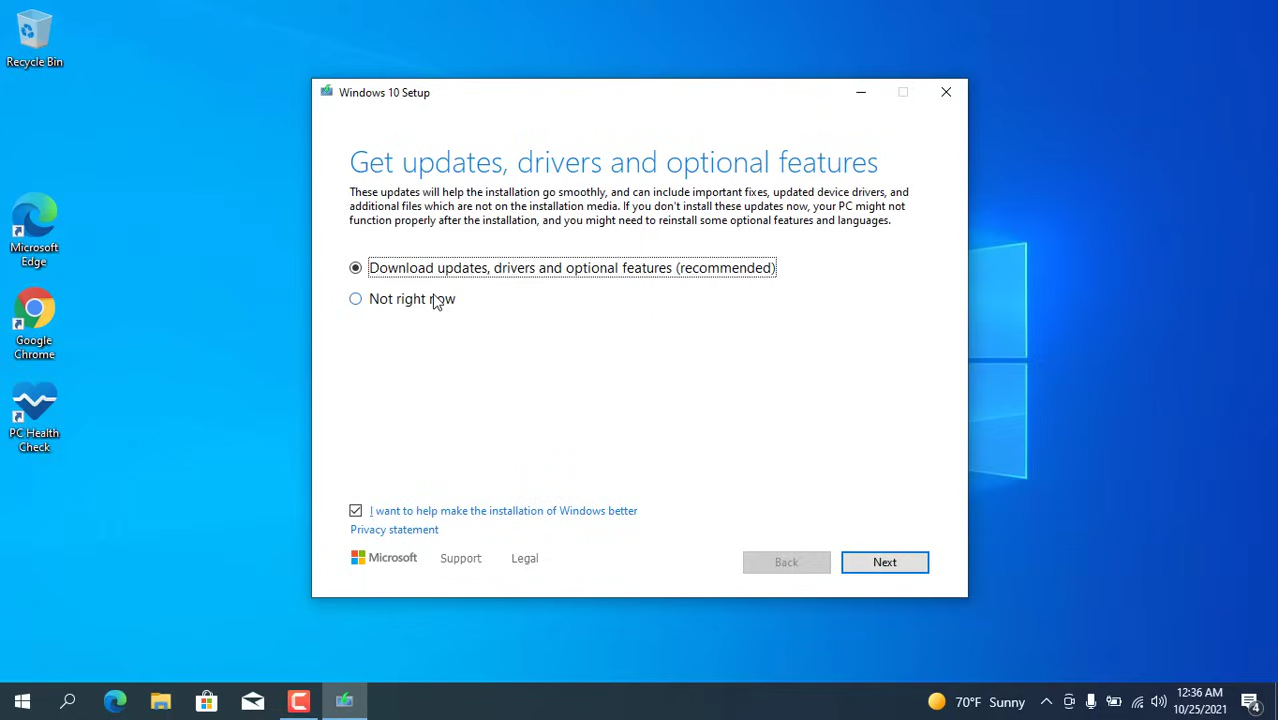 Recycle Bin
Microsoft
Edge
Google
Chrome
PC Health
Check
Windows 10 Setup
Get updates, drivers and optional features
These updates will help the installation go smoothly, and can include important fixes, updated device drivers, and
additional files which are not on the installation media. If you don't install these updates now, your PC might not
function properly after the installation, and you might need to reinstall some optional features and languages.
Download updates, drivers and optional features (recommended)
Not right now
I want to help make the installation of Windows better
Privacy statement
Microsoft Support Legal
Back Next
70°F Sunny
12:36 AM
10/25/2021
4